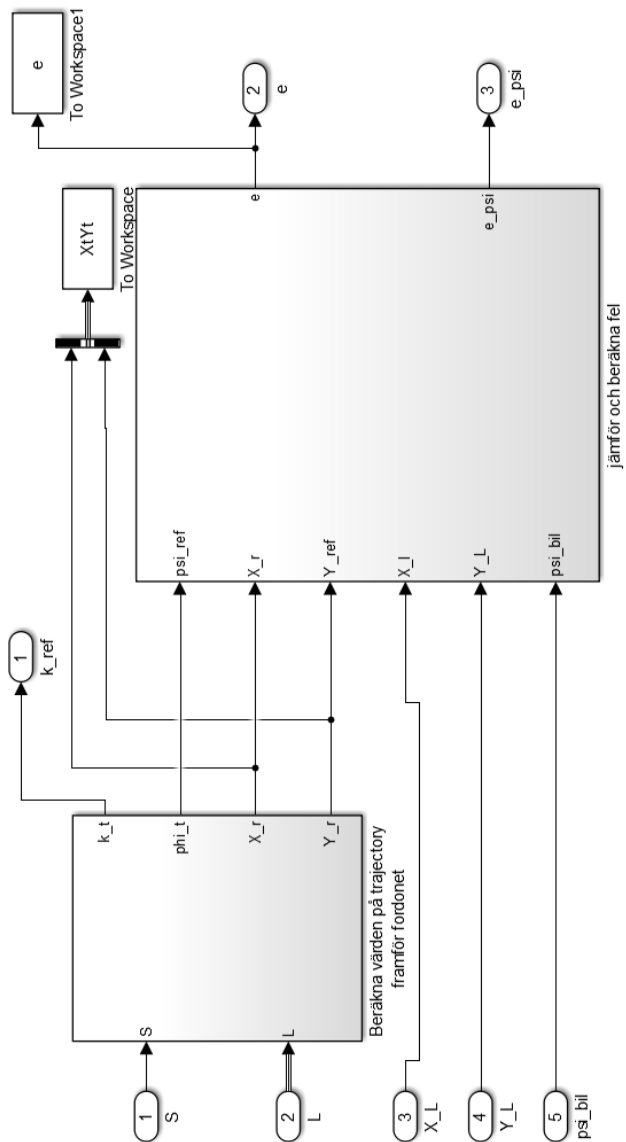 1
S
2
L
3
X_L
4
Y_L
5
psi_bil
S
L
k_t
phi_t
X_r
Y_r
Beräkna värden på trajectory
framför fordonet
1
k_ref
psi_ref
X_r
Y_ref
X_l
Y_L
psi_bil
e
e_psi
jämför och beräkna fel
XtYt
To Workspace
e
To Workspace1
2
e
3
e_psi